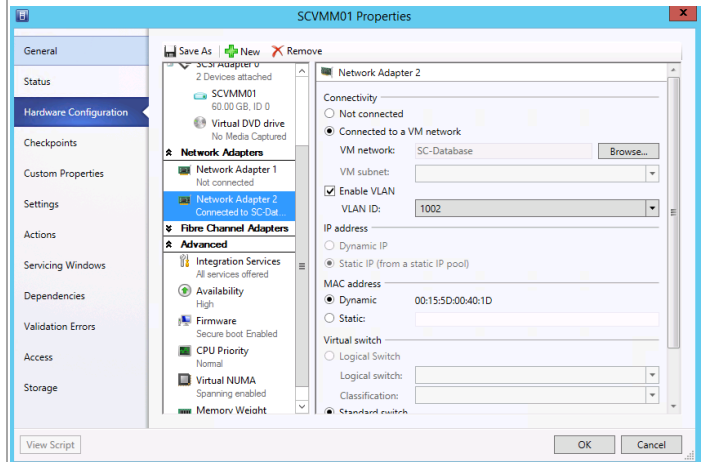 SCVMM01 Properties
x
General
Status
Hardware Configuration
Checkpoints
Custom Properties
Settings
Actions
Servicing Windows
Dependencies
Validation Errors
Access
Storage
Save As New Remove
SCSI Adapter 0
2 Devices attached
SCVMM01
60.00 GB, ID 0
Virtual DVD drive
No Media Captured
Network Adapters
Network Adapter 1
Not connected
Network Adapter 2
Connected to SC-Dat...
Fibre Channel Adapters
Advanced
Integration Services
All services offered
Availability
High
Firmware
Secure boot Enabled
CPU Priority
Normal
Virtual NUMA
Spanning enabled
Memory Weight
Network Adapter 2
Connectivity
Not connected
Connected to a VM network
VM network: SC-Database Browse...
VM subnet:
Enable VLAN
VLAN ID: 1002
IP address
Dynamic IP
Static IP (from a static IP pool)
MAC address
Dynamic 00:15:5D:00:40:1D
Static:
Virtual switch
Logical Switch
Logical switch:
Classification:
Standard switch
View Script
OK Cancel